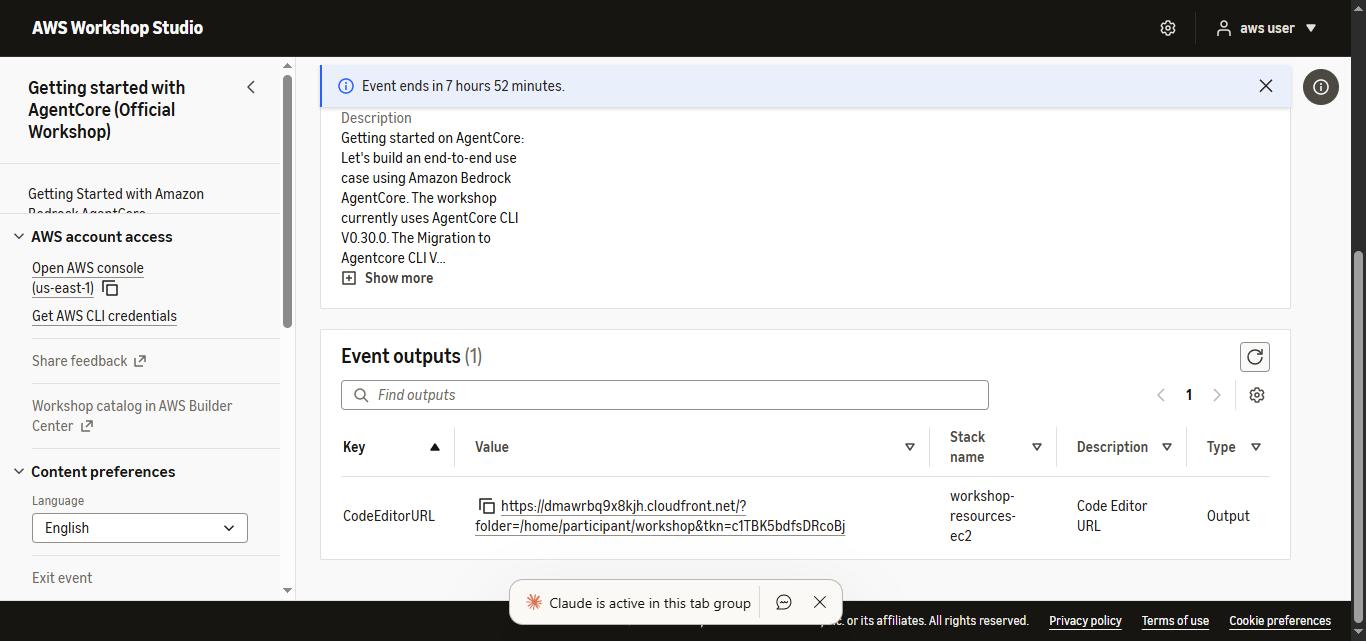 AWS Workshop Studio
aws user
Getting started with
AgentCore (Official
Workshop)
Getting Started with Amazon
Bedrock AgentCore
AWS account access
Open AWS console
(us-east-1)
Get AWS CLI credentials
Share feedback
Workshop catalog in AWS Builder
Center
Content preferences
Language
English
Exit event
Event ends in 7 hours 52 minutes.
Description
Getting started on AgentCore:
Let's build an end-to-end use
case using Amazon Bedrock
AgentCore. The workshop
currently uses AgentCore CLI
V0.30.0. The Migration to
Agentcore CLI V...
Show more
Event outputs (1)
Find outputs
1
Key
Value
Stack
name
Description
Type
CodeEditorURL
https://dmawrbq9x8kjh.cloudfront.net/?
folder=/home/participant/workshop&tkn=c1TBK5bdfsDRcoBj
workshop-
resources-
ec2
Code Editor
URL
Output
Claude is active in this tab group
or its affiliates. All rights reserved.
Privacy policy
Terms of use
Cookie preferences